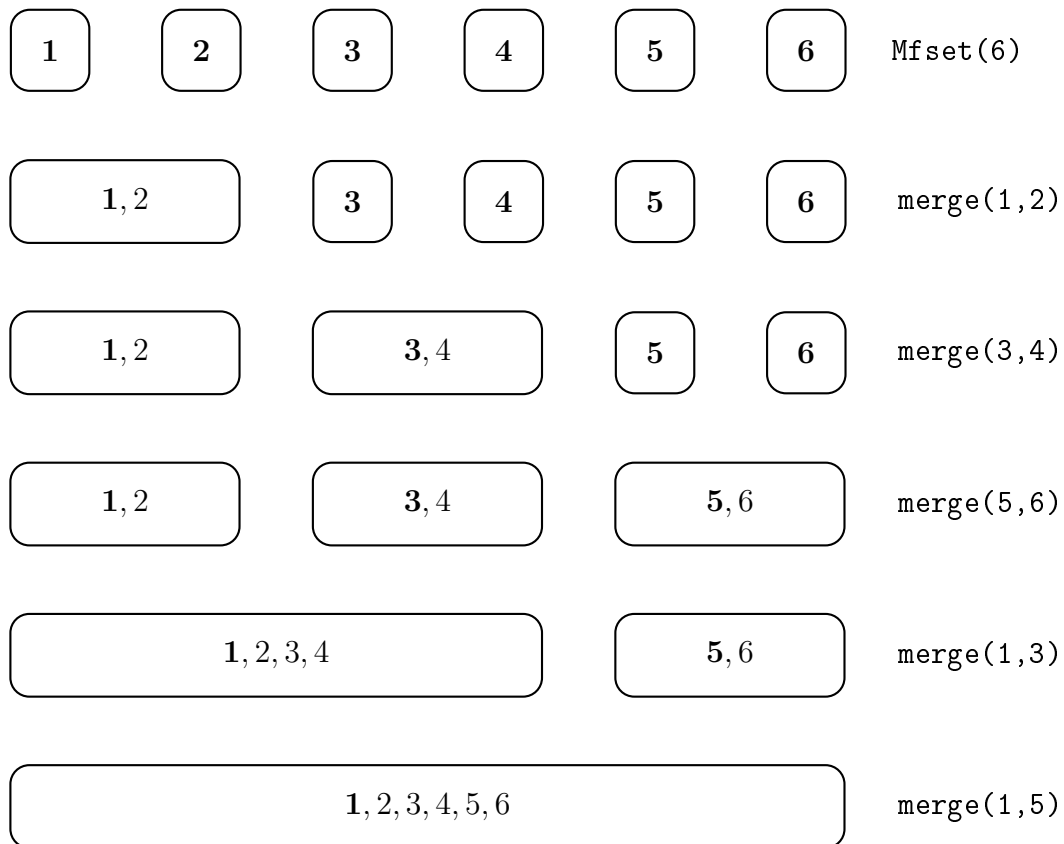 1 2 3 4 5 6 Mfset(6)
1, 2 3 4 5 6 merge(1,2)
1, 2 3, 4 5 6 merge(3,4)
1, 2 3, 4 5, 6 merge(5,6)
1, 2, 3, 4 5, 6 merge(1,3)
1, 2, 3, 4, 5, 6 merge(1,5)